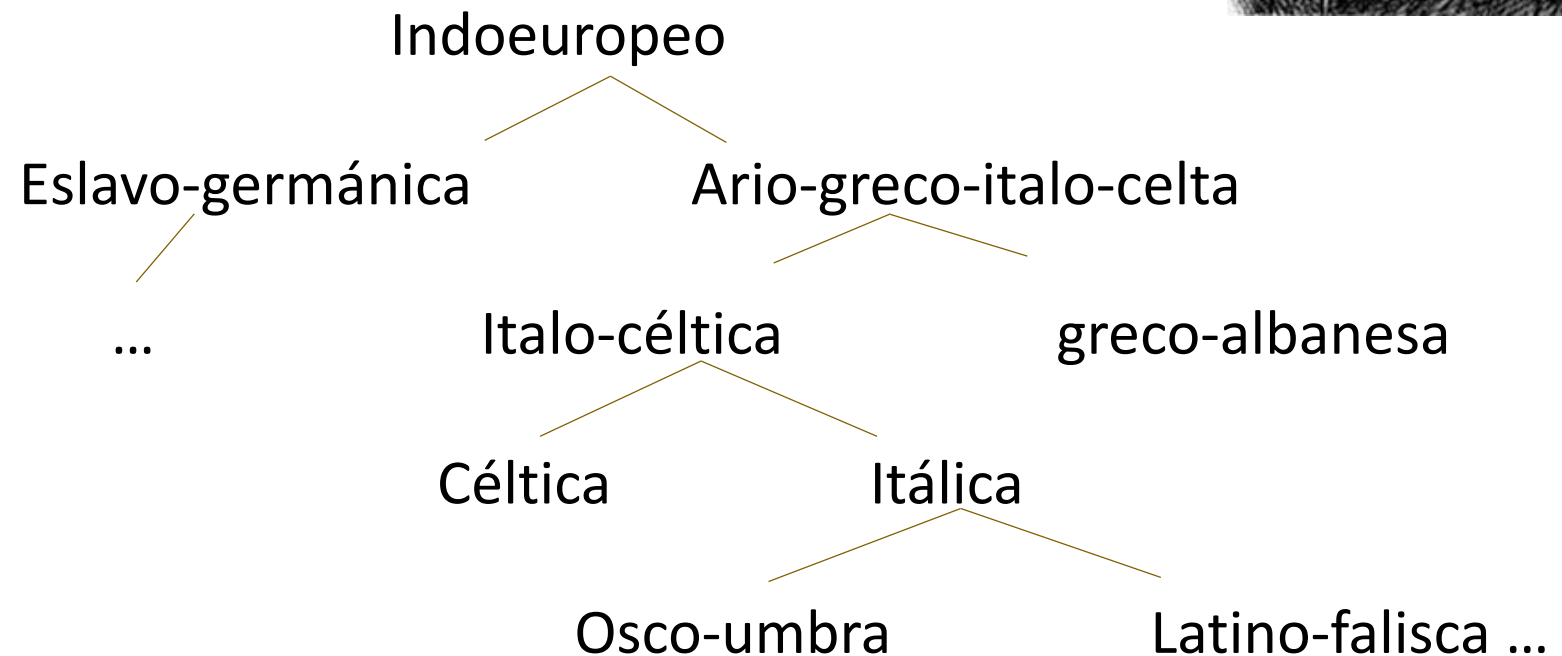 Indoeuropeo
Eslavo-germánica Ario-greco-italo-celta
... Italo-céltica greco-albanesa
Céltica Itálica
Osco-umbra Latino-falisca ...